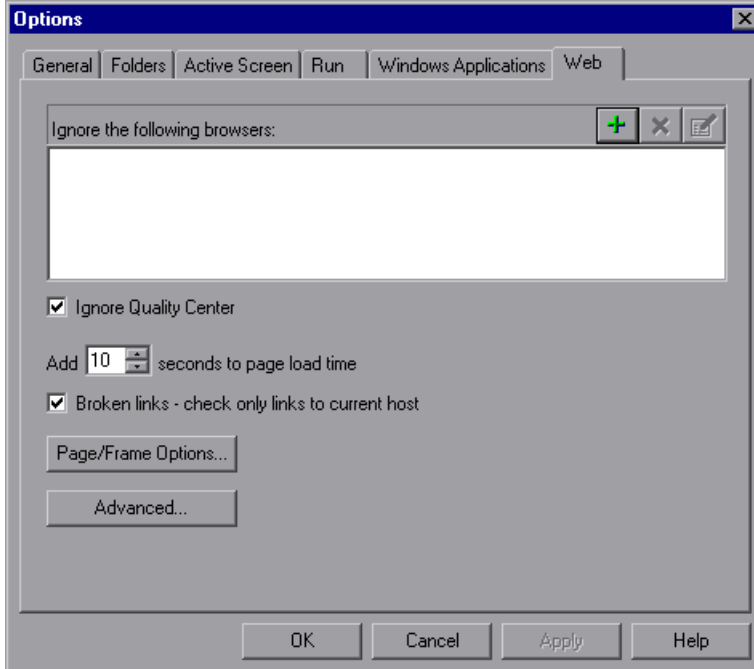 Options
General Folders Active Screen Run Windows Applications Web
Ignore the following browsers:
Ignore Quality Center
Add 10 seconds to page load time
Broken links - check only links to current host
Page/Frame Options...
Advanced...
OK Cancel Apply Help